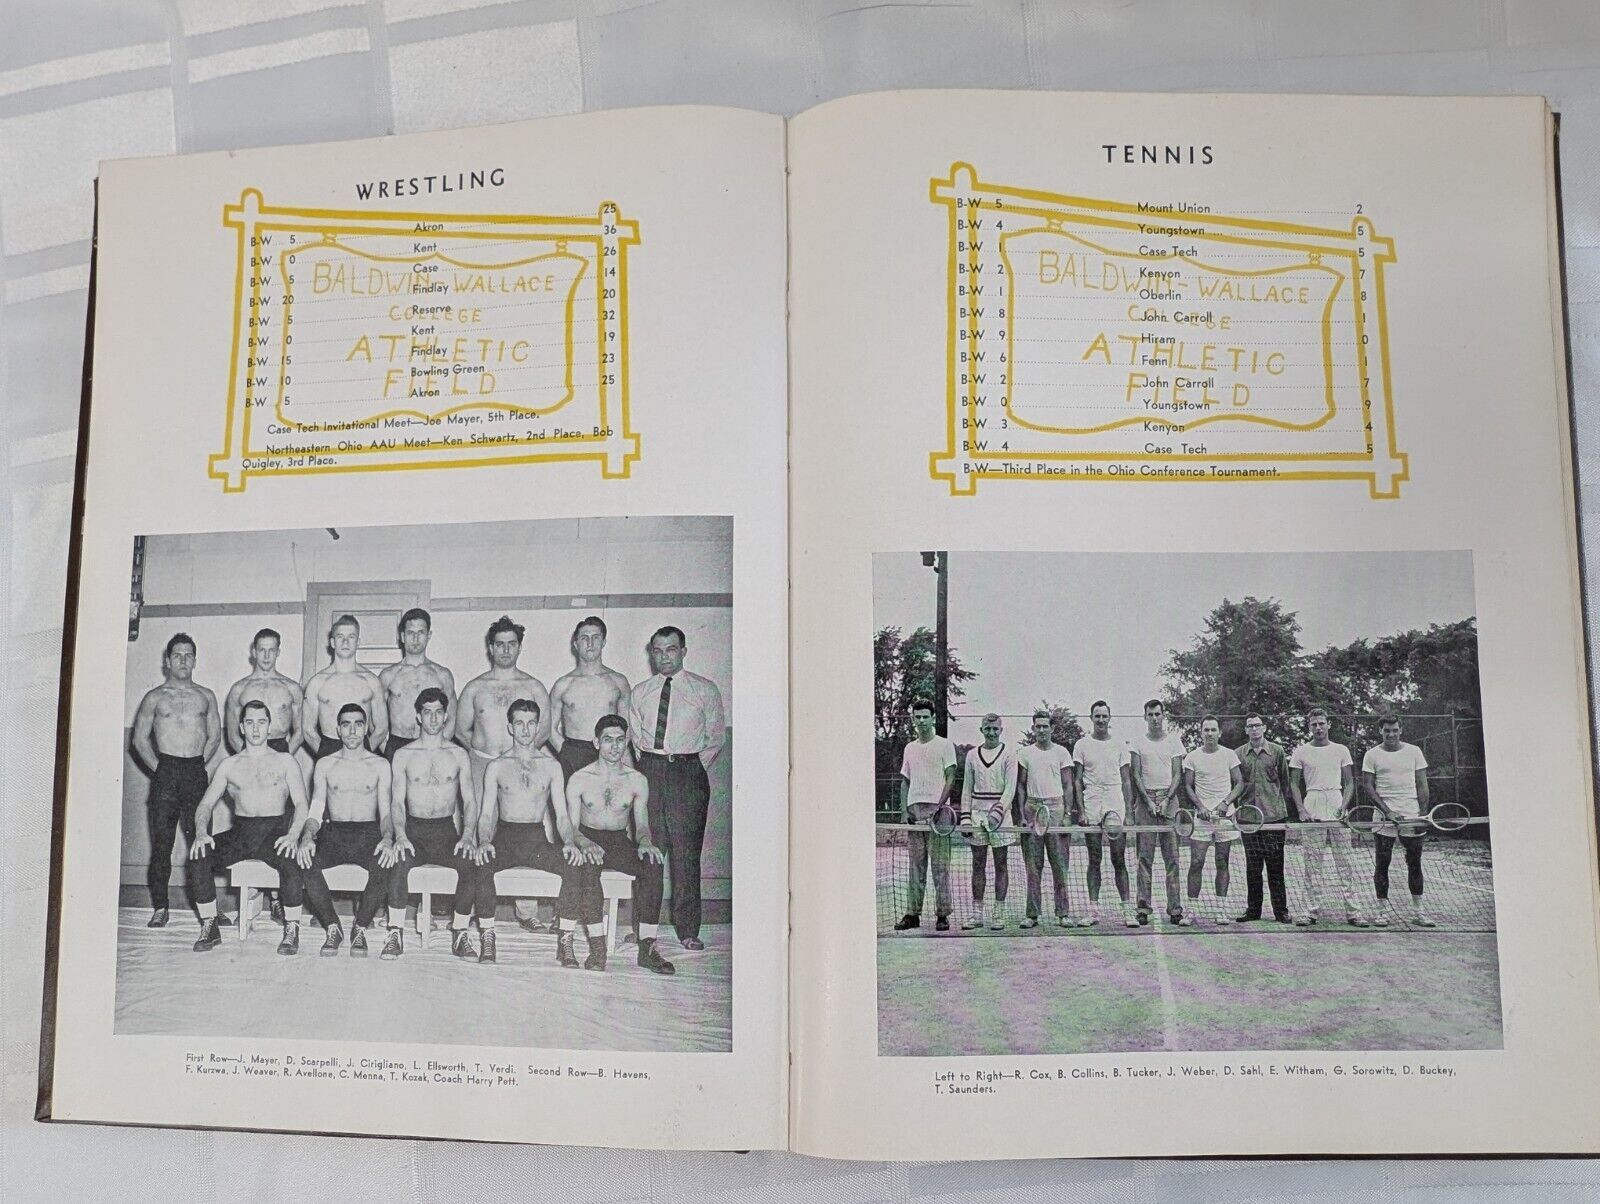 WRESTLING
B-W 5 Akron 25
B-W 0 Kent 36
B-W 5 Case 26
B-W 20 Findlay 14
B-W 5 Reserve 20
B-W 0 Kent 32
B-W 15 Findlay 19
B-W 10 Bowling Green 23
B-W 5 Akron 25
Case Tech Invitational Meet—Joe Mayer, 5th Place.
Northeastern Ohio AAU Meet—Ken Schwartz, 2nd Place, Bob
Quigley, 3rd Place.
BALDWIN-WALLACE
COLLEGE
ATHLETIC
FIELD
First Row—J. Mayer, D. Scarpelli, J. Cirigliano, L. Ellsworth, T. Verdi. Second Row—B. Havens,
F. Kurzwa, J. Weaver, R. Avellone, C. Menna, T. Kozak, Coach Harry Pett.
TENNIS
B-W 5 Mount Union 2
B-W 4 Youngstown 5
B-W 1 Case Tech 5
B-W 2 Kenyon 7
B-W 1 Oberlin 8
B-W 8 John Carroll 1
B-W 9 Hiram 0
B-W 6 Fenn 1
B-W 2 John Carroll 7
B-W 0 Youngstown 9
B-W 3 Kenyon 4
B-W 4 Case Tech 5
B-W—Third Place in the Ohio Conference Tournament.
BALDWIN-WALLACE
COLLEGE
ATHLETIC
FIELD
Left to Right—R. Cox, B. Collins, B. Tucker, J. Weber, D. Sahl, E. Witham, G. Sorowitz, D. Buckey,
T. Saunders.